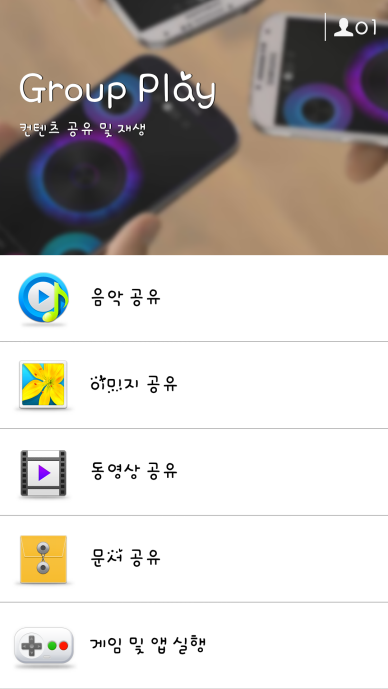 01
Group Play
컨텐츠 공유 및 재생
음악 공유
이미지 공유
동영상 공유
문서 공유
게임 및 앱 실행